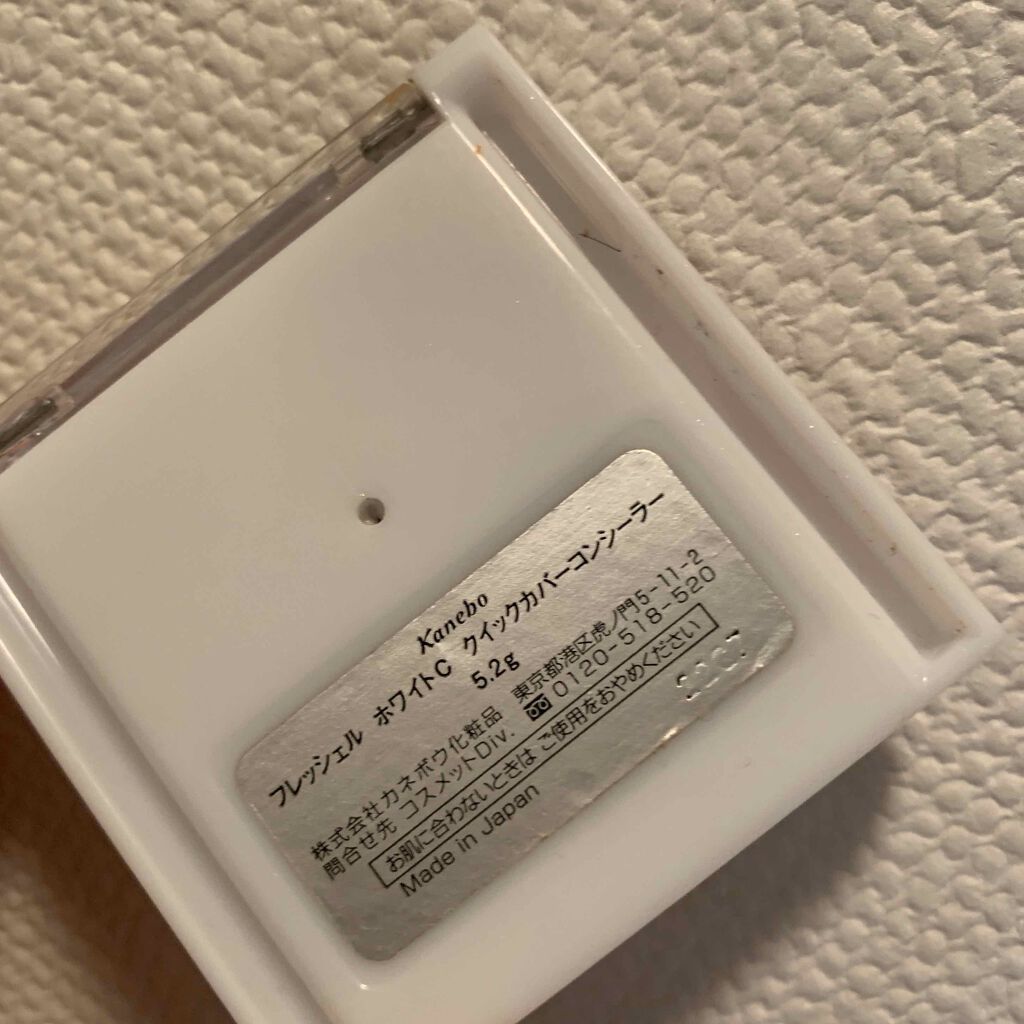 Kanebo
フレッシェル ホワイトC クイックカバーコンシーラー
5.2g
株式会社カネボウ化粧品 東京都港区虎ノ門5-11-2
問合せ先 コスメットDiv. 0120-518-520
お肌に合わないときは ご使用をおやめください
Made in Japan